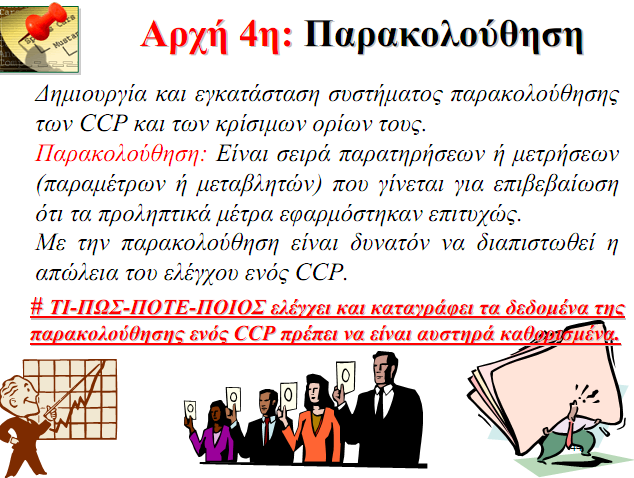 Αρχή 4η: Παρακολούθηση
Δημιουργία και εγκατάσταση συστήματος παρακολούθησης
των CCP και των κρίσιμων ορίων τους.
Παρακολούθηση: Είναι σειρά παρατηρήσεων ή μετρήσεων
(παραμέτρων ή μεταβλητών) που γίνεται για επιβεβαίωση
ότι τα προληπτικά μέτρα εφαρμόστηκαν επιτυχώς.
Με την παρακολούθηση είναι δυνατόν να διαπιστωθεί η
απώλεια του ελέγχου ενός CCP.
# ΤΙ-ΠΩΣ-ΠΟΤΕ-ΠΟΙΟΣ ελέγχει και καταγράφει τα δεδομένα της
παρακολούθησης ενός CCP πρέπει να είναι αυστηρά καθορισμένα.